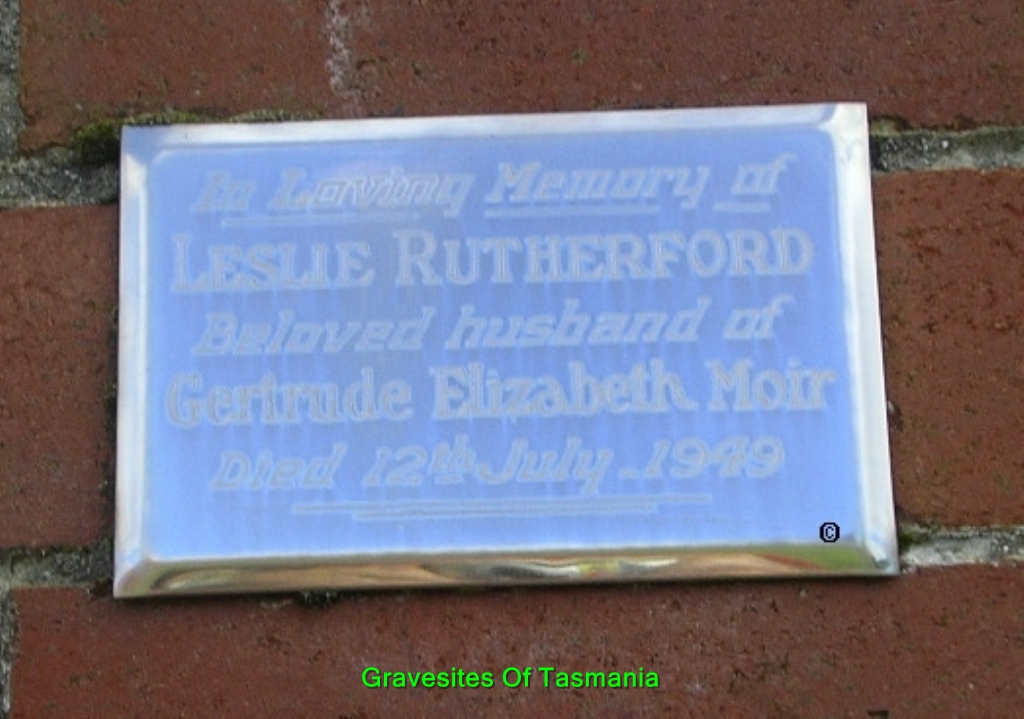 In Loving Memory of
LESLIE RUTHERFORD
Beloved husband of
Gertrude Elizabeth Moir
Died 12th July 1949
©
Gravesites Of Tasmania